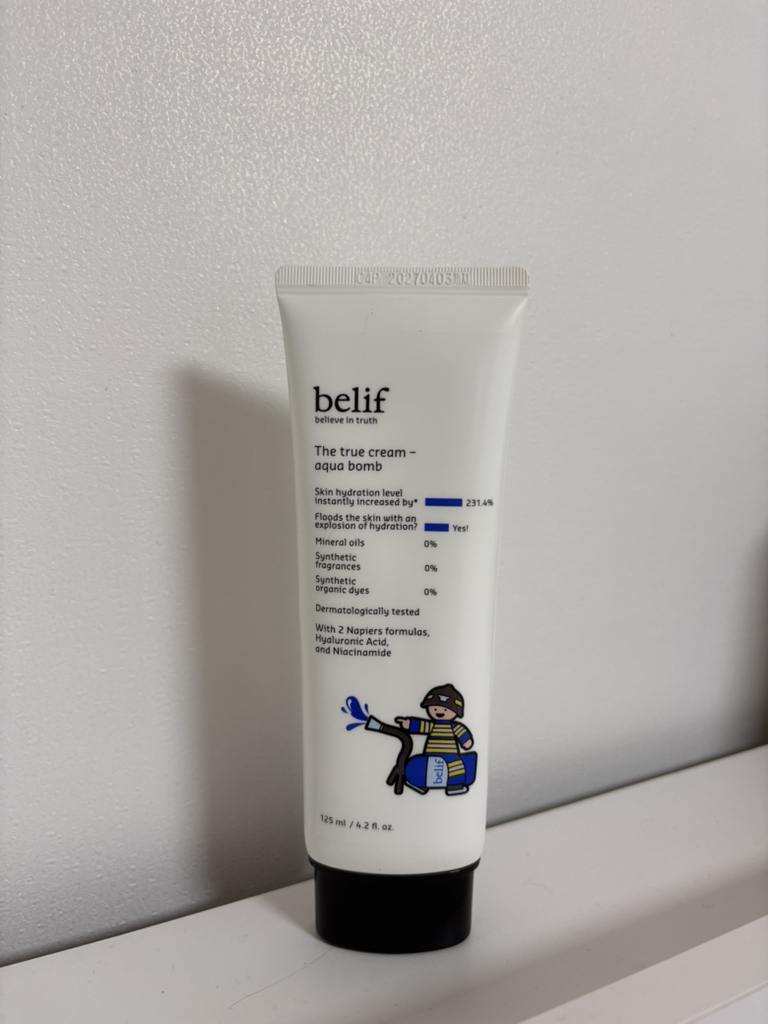 C4P 20270403
belif
believe in truth
The true cream –
aqua bomb
Skin hydration level
instantly increased by* 231.4%
Floods the skin with an
explosion of hydration? Yes!
Mineral oils 0%
Synthetic
fragrances 0%
Synthetic
organic dyes 0%
Dermatologically tested
With 2 Napiers formulas,
Hyaluronic Acid,
and Niacinamide
belif
125 ml / 4.2 fl. oz.